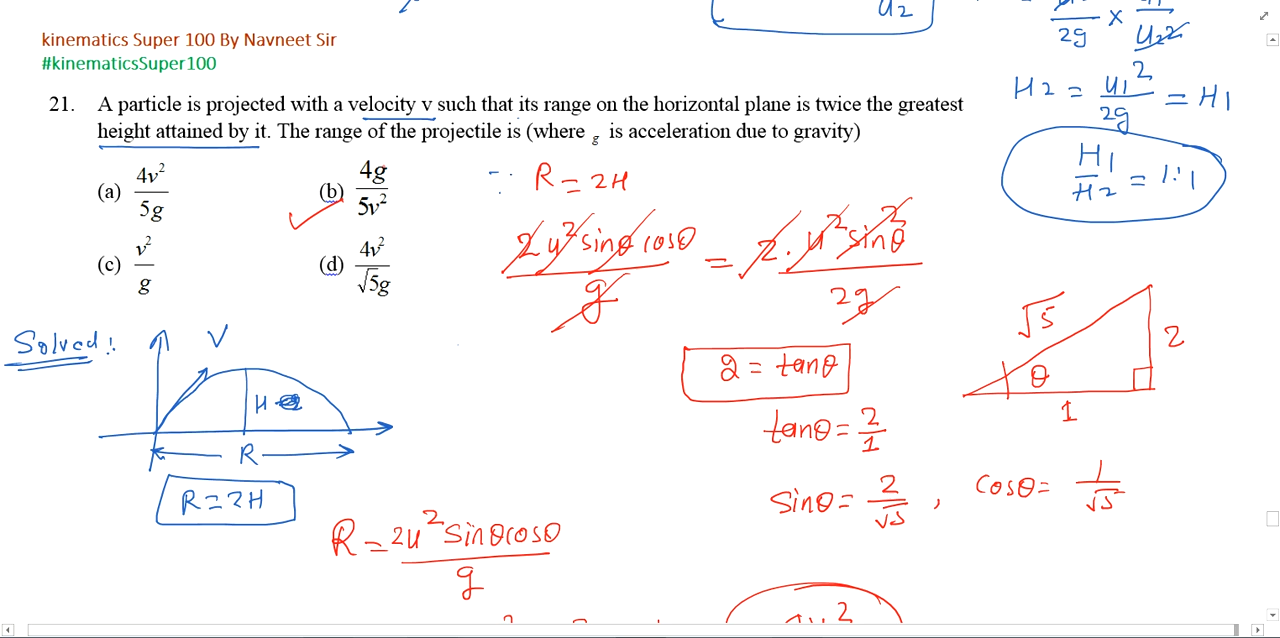 u2
2g × u2²
kinematics Super 100 By Navneet Sir
#kinematicsSuper100
H2 = u1²/2g = H1
H1/H2 = 1:1
21. A particle is projected with a velocity v such that its range on the horizontal plane is twice the greatest
height attained by it. The range of the projectile is (where g is acceleration due to gravity)
(a) 4v²/5g (b) 4g/5v²
(c) v²/g (d) 4v²/√5g
∵ R = 2H
2u² sinθ cosθ/g = 2·u² sin²θ/2g
Solved :
V
H
R
R = 2H
2 = tanθ
√5
2
θ
1
tanθ = 2/1
sinθ = 2/√5 , cosθ = 1/√5
R = 2u² sinθcosθ/g